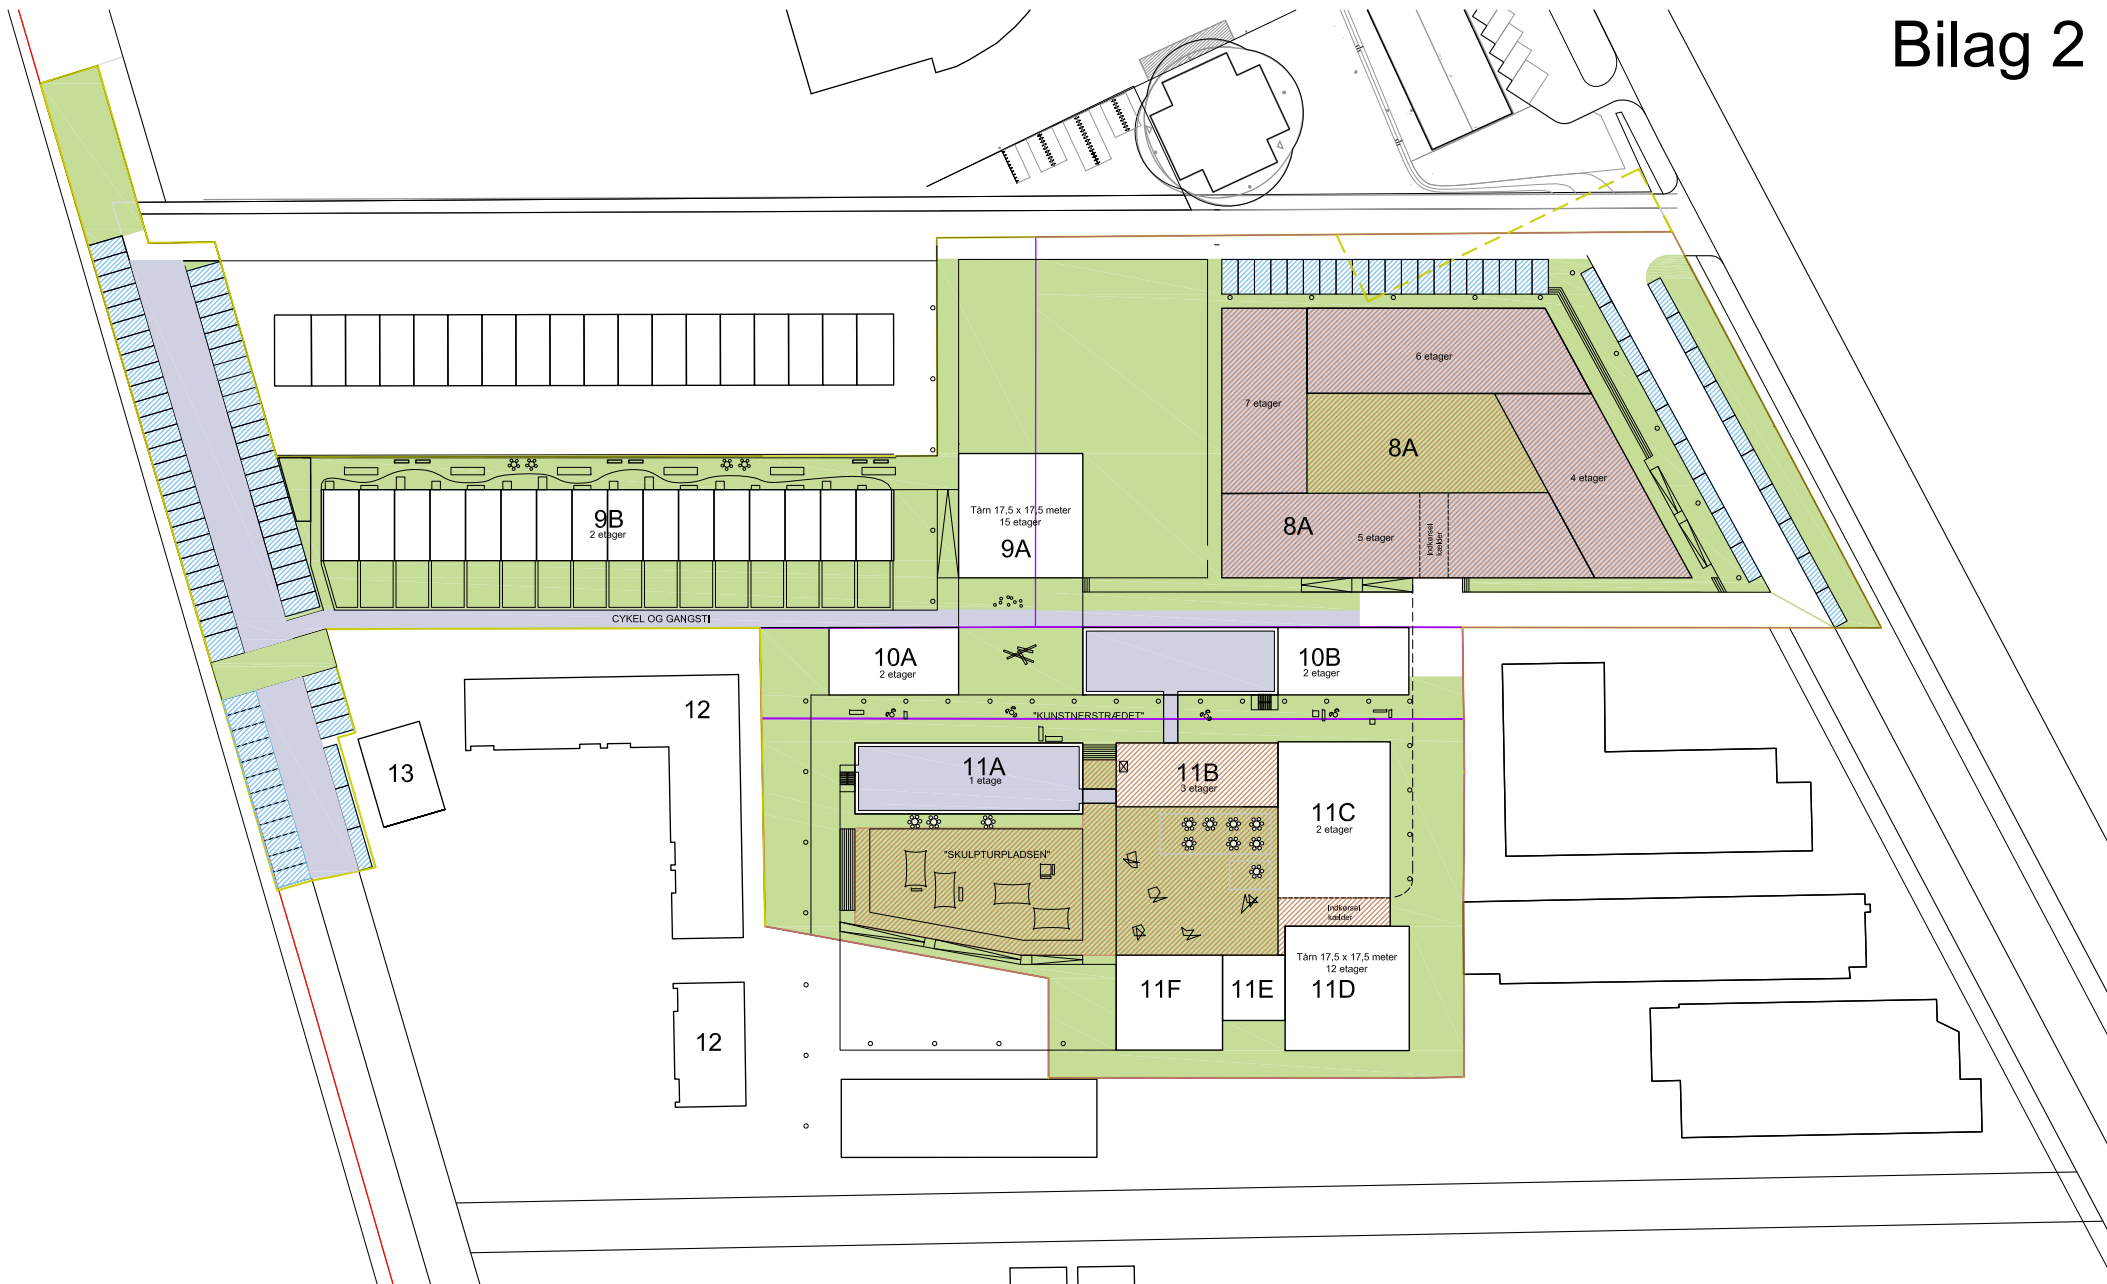 Bilag 2
6 etager
7 etager
8A
4 etager
9B
2 etager
Tårn 17,5 x 17,5 meter
15 etager
9A
8A
5 etager
Indkørsel
kælder
CYKEL OG GANGSTI
10A
2 etager
10B
2 etager
12
"KUNSTNERSTRÆDET"
13
11A
1 etage
11B
3 etager
11C
2 etager
"SKULPTURPLADSEN"
Indkørsel
kælder
Tårn 17,5 x 17,5 meter
12 etager
11F
11E
11D
12